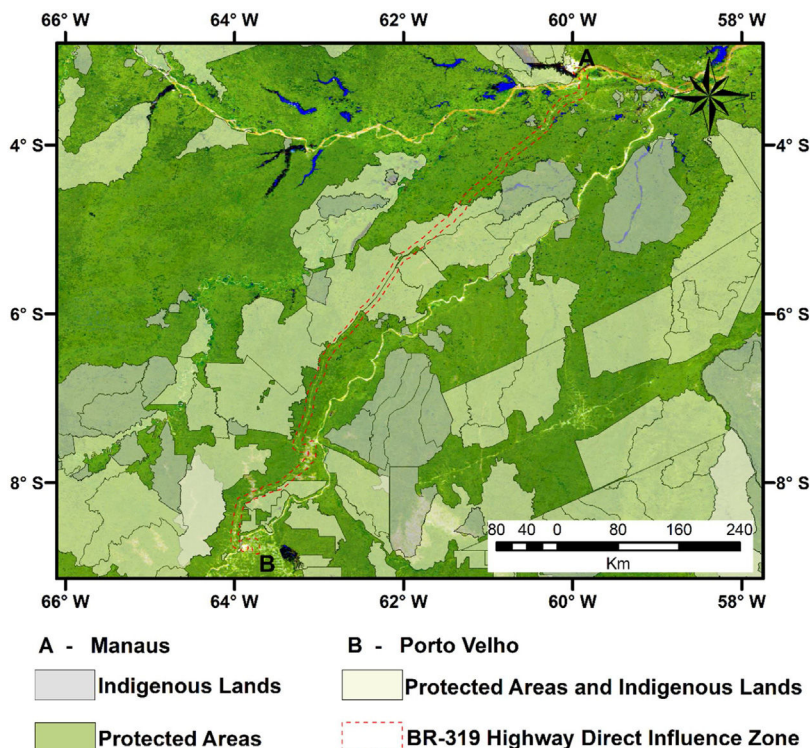 66° W 64° W 62° W 60° W 58° W
A
E
S
4° S 4° S
6° S 6° S
8° S 8° S
80 40 0 80 160 240
Km
B
66° W 64° W 62° W 60° W 58° W
A - Manaus B - Porto Velho
Indigenous Lands Protected Areas and Indigenous Lands
Protected Areas BR-319 Highway Direct Influence Zone